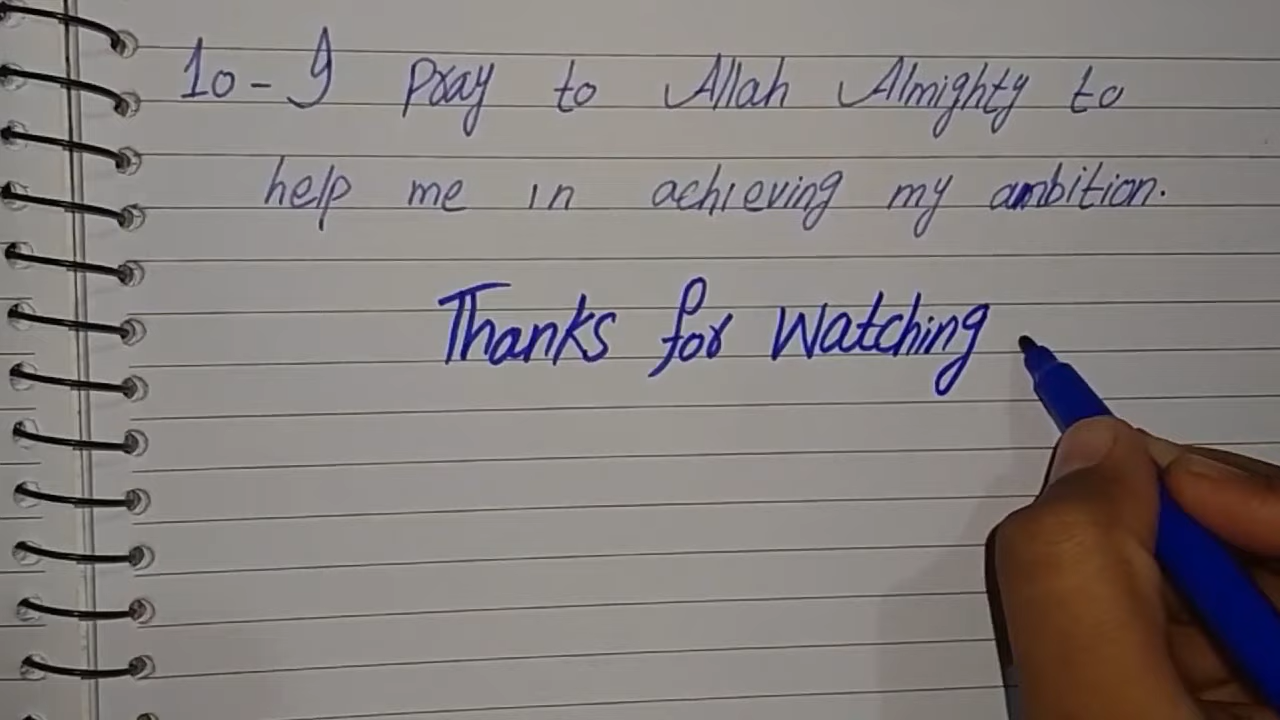 10- I Pray to Allah Almighty to
help me in achieving my ambition.
Thanks for Watching